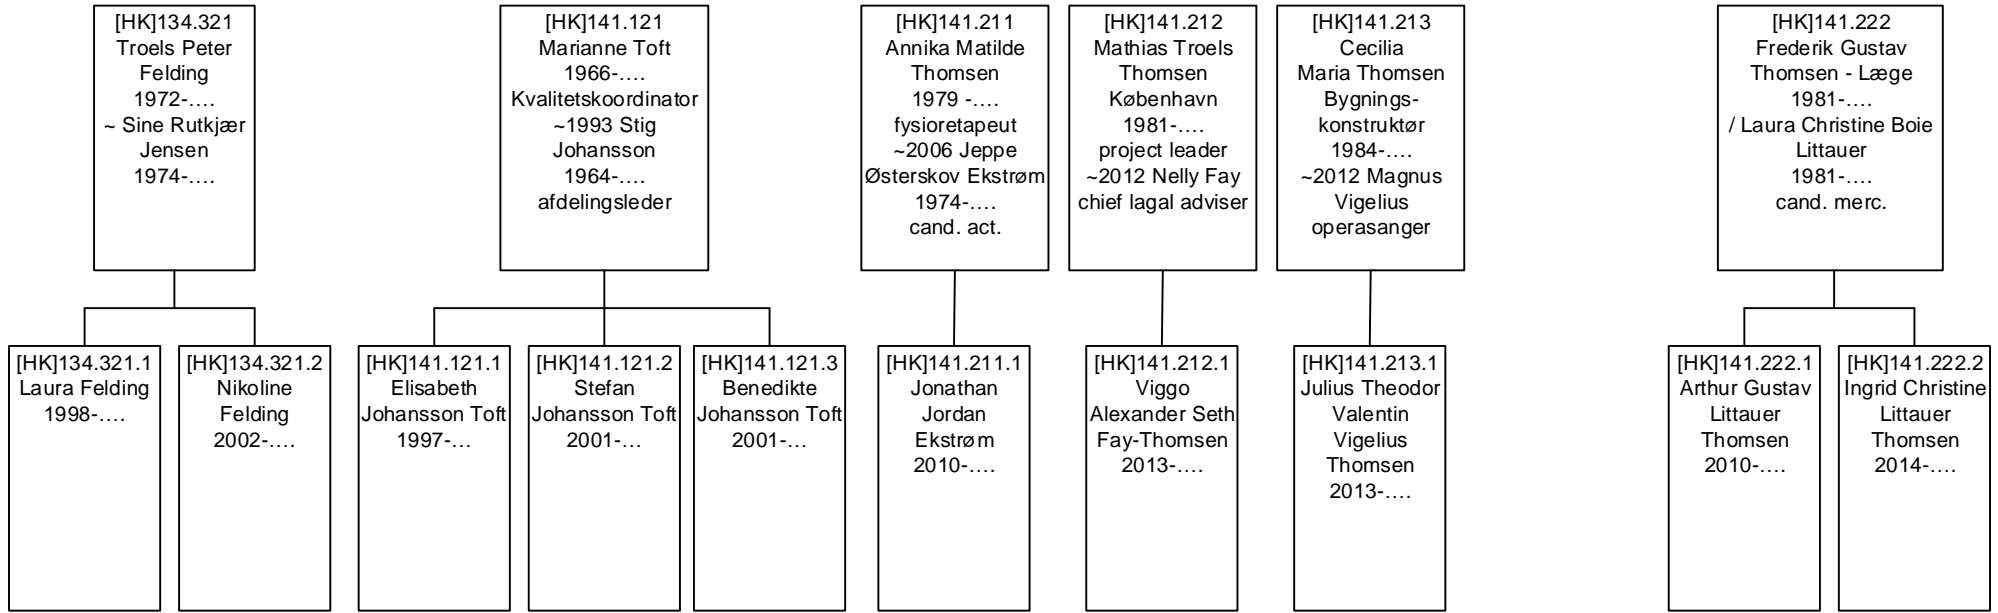 [HK]134.321
Troels Peter
Felding
1972-....
~ Sine Rutkjær
Jensen
1974-....
[HK]141.121
Marianne Toft
1966-....
Kvalitetskoordinator
~1993 Stig
Johansson
1964-....
afdelingsleder
[HK]141.211
Annika Matilde
Thomsen
1979 -....
fysioretapeut
~2006 Jeppe
Østerskov Ekstrøm
1974-....
cand. act.
[HK]141.212
Mathias Troels
Thomsen
København
1981-....
project leader
~2012 Nelly Fay
chief lagal adviser
[HK]141.213
Cecilia
Maria Thomsen
Bygnings-
konstruktør
1984-....
~2012 Magnus
Vigelius
operasanger
[HK]141.222
Frederik Gustav
Thomsen - Læge
1981-....
/ Laura Christine Boie
Littauer
1981-....
cand. merc.
[HK]134.321.1
Laura Felding
1998-....
[HK]134.321.2
Nikoline
Felding
2002-....
[HK]141.121.1
Elisabeth
Johansson Toft
1997-...
[HK]141.121.2
Stefan
Johansson Toft
2001-...
[HK]141.121.3
Benedikte
Johansson Toft
2001-...
[HK]141.211.1
Jonathan
Jordan
Ekstrøm
2010-....
[HK]141.212.1
Viggo
Alexander Seth
Fay-Thomsen
2013-....
[HK]141.213.1
Julius Theodor
Valentin
Vigelius
Thomsen
2013-....
[HK]141.222.1
Arthur Gustav
Littauer
Thomsen
2010-....
[HK]141.222.2
Ingrid Christine
Littauer
Thomsen
2014-....